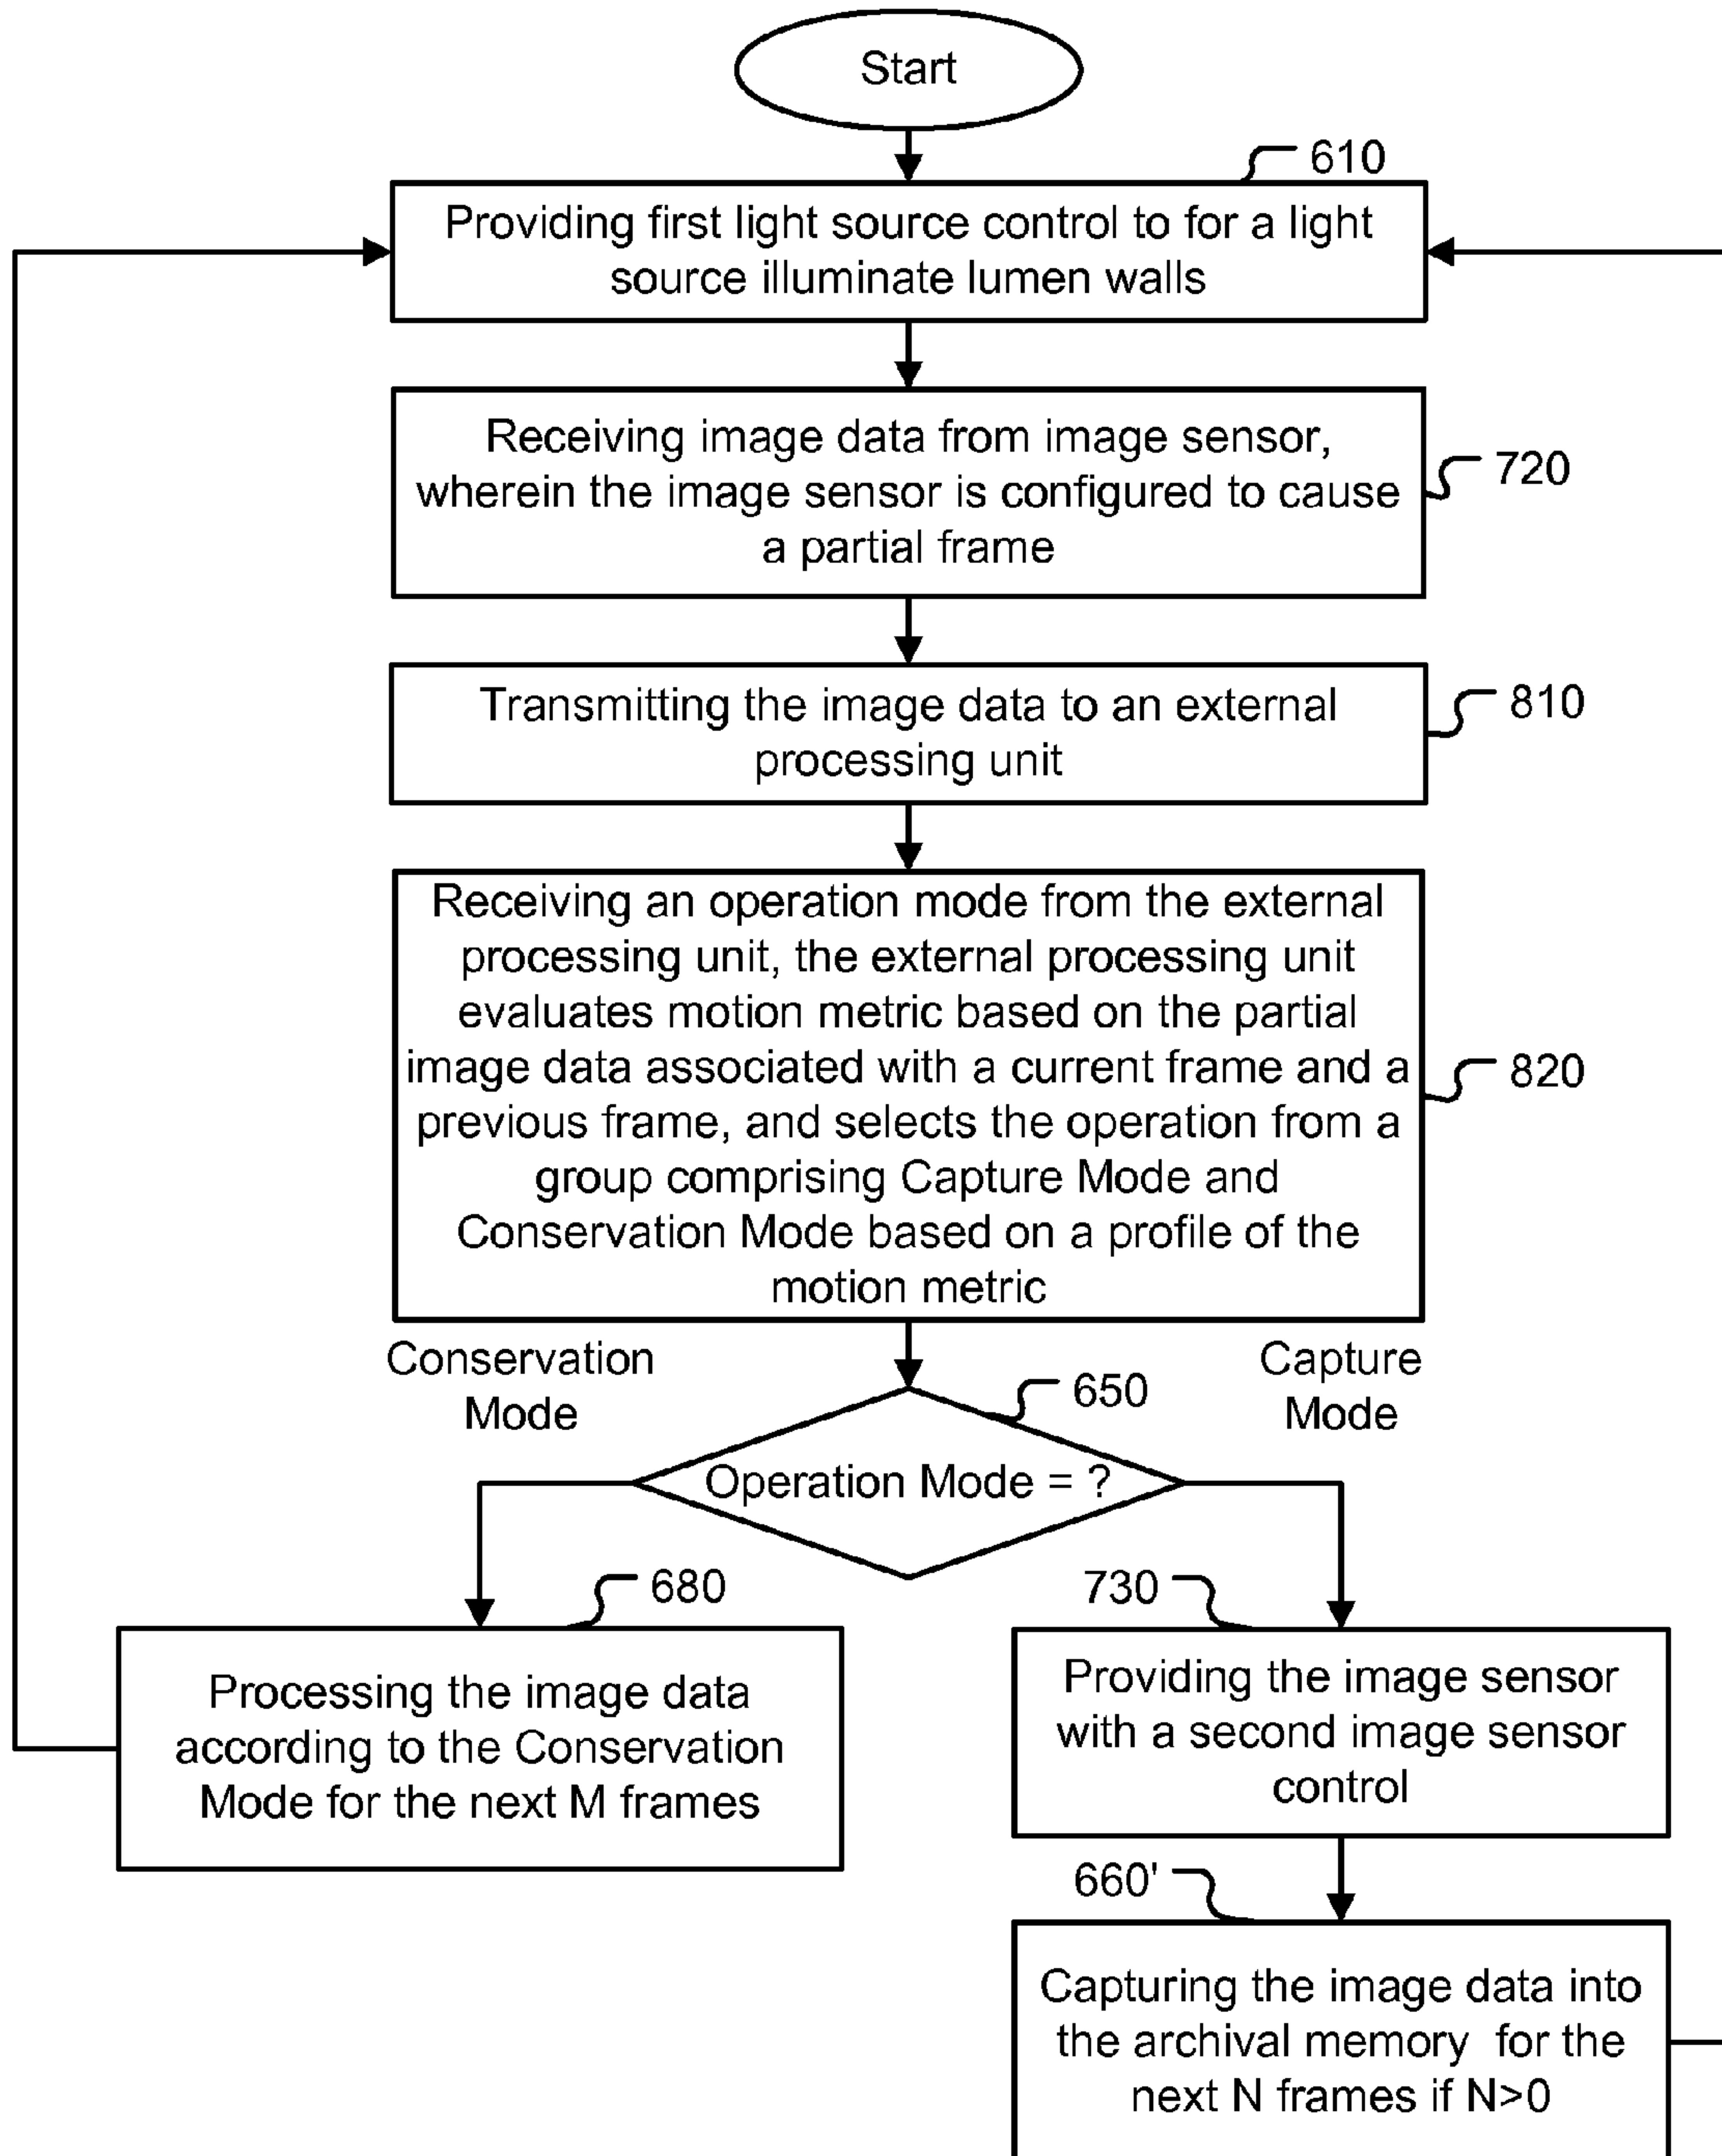 Start
610
Providing first light source control to for a light
source illuminate lumen walls
Receiving image data from image sensor,
wherein the image sensor is configured to cause
a partial frame
720
Transmitting the image data to an external
processing unit
810
Receiving an operation mode from the external
processing unit, the external processing unit
evaluates motion metric based on the partial
image data associated with a current frame and a
previous frame, and selects the operation from a
group comprising Capture Mode and
Conservation Mode based on a profile of the
motion metric
820
Conservation
Mode
Capture
Mode
650
Operation Mode = ?
680
Processing the image data
according to the Conservation
Mode for the next M frames
730
Providing the image sensor
with a second image sensor
control
660'
Capturing the image data into
the archival memory for the
next N frames if N>0